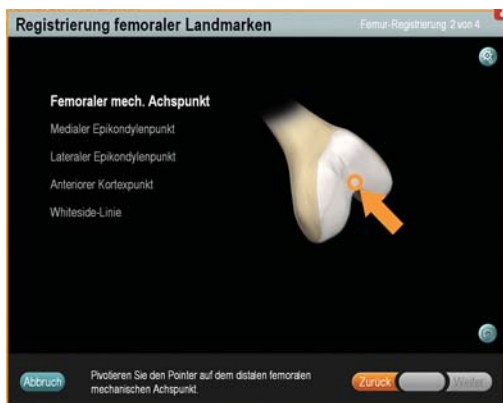 Registrierung femoraler Landmarken
Femur-Registrierung 2 von 4
Femoraler mech. Achspunkt
Medialer Epikondylenpunkt
Lateraler Epikondylenpunkt
Anteriorer Kortexpunkt
Whiteside-Linie
Abbruch
Pivotieren Sie den Pointer auf dem distalen femoralen
mechanischen Achspunkt.
Zurück
Weiter